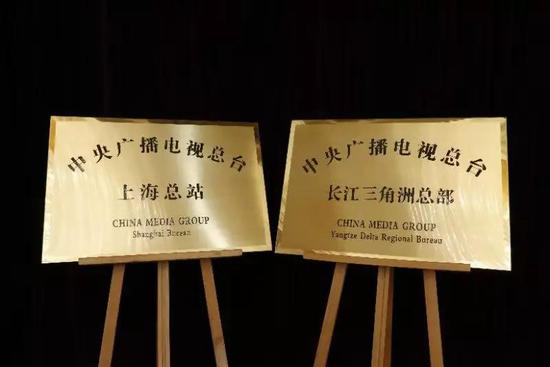 中央广播电视总台
上海总站
CHINA MEDIA GROUP
Shanghai Bureau
中央广播电视总台
长江三角洲总部
CHINA MEDIA GROUP
Yangtze Delta Regional Bureau